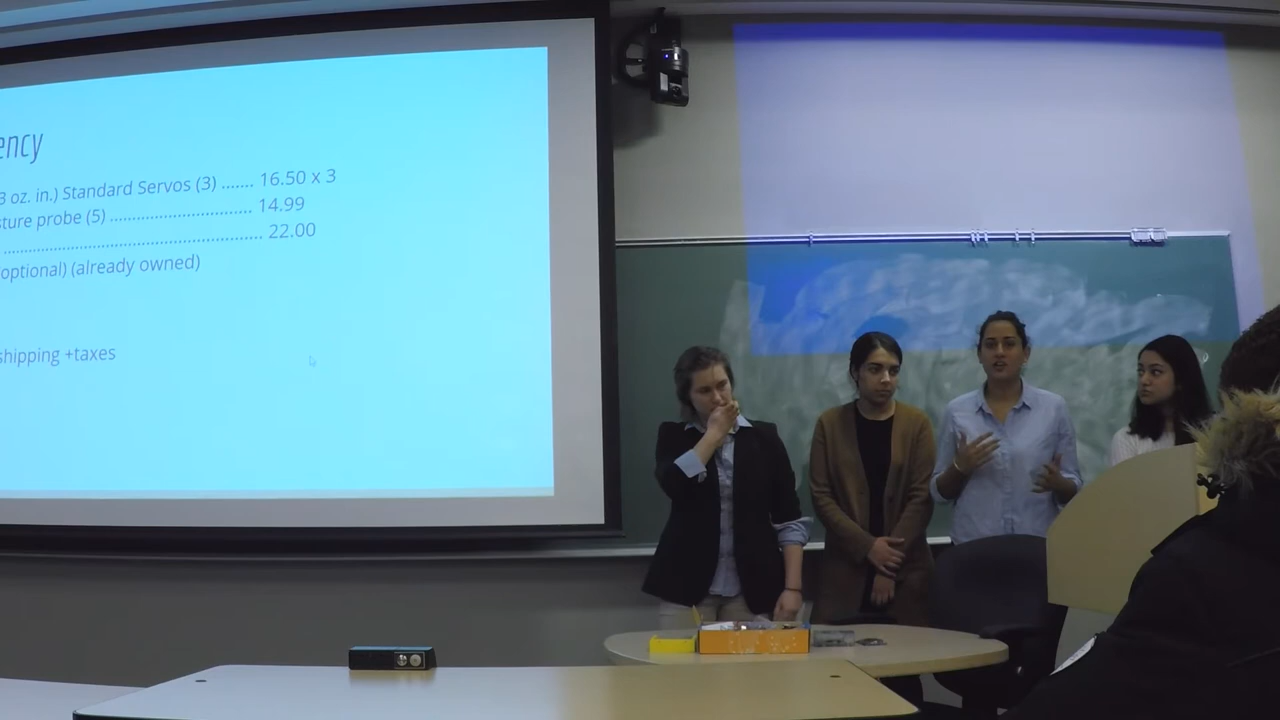 ency
3 oz. in.) Standard Servos (3) ....... 16.50 x 3
sture probe (5) ................................ 14.99
.......................................................... 22.00
optional) (already owned)
shipping +taxes